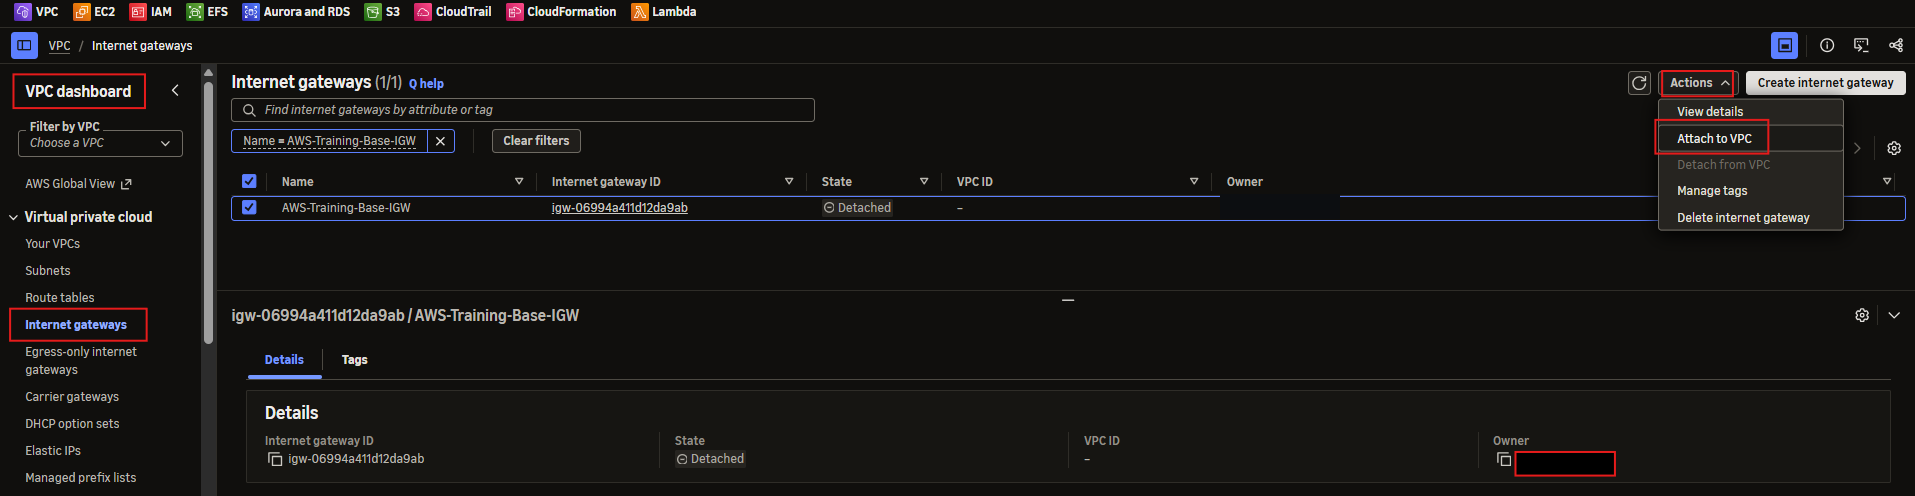 VPC EC2 IAM EFS Aurora and RDS S3 CloudTrail CloudFormation Lambda
VPC / Internet gateways
VPC dashboard
Filter by VPC
Choose a VPC
AWS Global View
Virtual private cloud
Your VPCs
Subnets
Route tables
Internet gateways
Egress-only internet
gateways
Carrier gateways
DHCP option sets
Elastic IPs
Managed prefix lists
Internet gateways (1/1) Q help
Actions
Create internet gateway
Find internet gateways by attribute or tag
Name = AWS-Training-Base-IGW
Clear filters
View details
Attach to VPC
Detach from VPC
Manage tags
Delete internet gateway
Name Internet gateway ID State VPC ID Owner
AWS-Training-Base-IGW igw-06994a411d12da9ab Detached –
igw-06994a411d12da9ab / AWS-Training-Base-IGW
Details Tags
Details
Internet gateway ID State VPC ID Owner
igw-06994a411d12da9ab Detached –